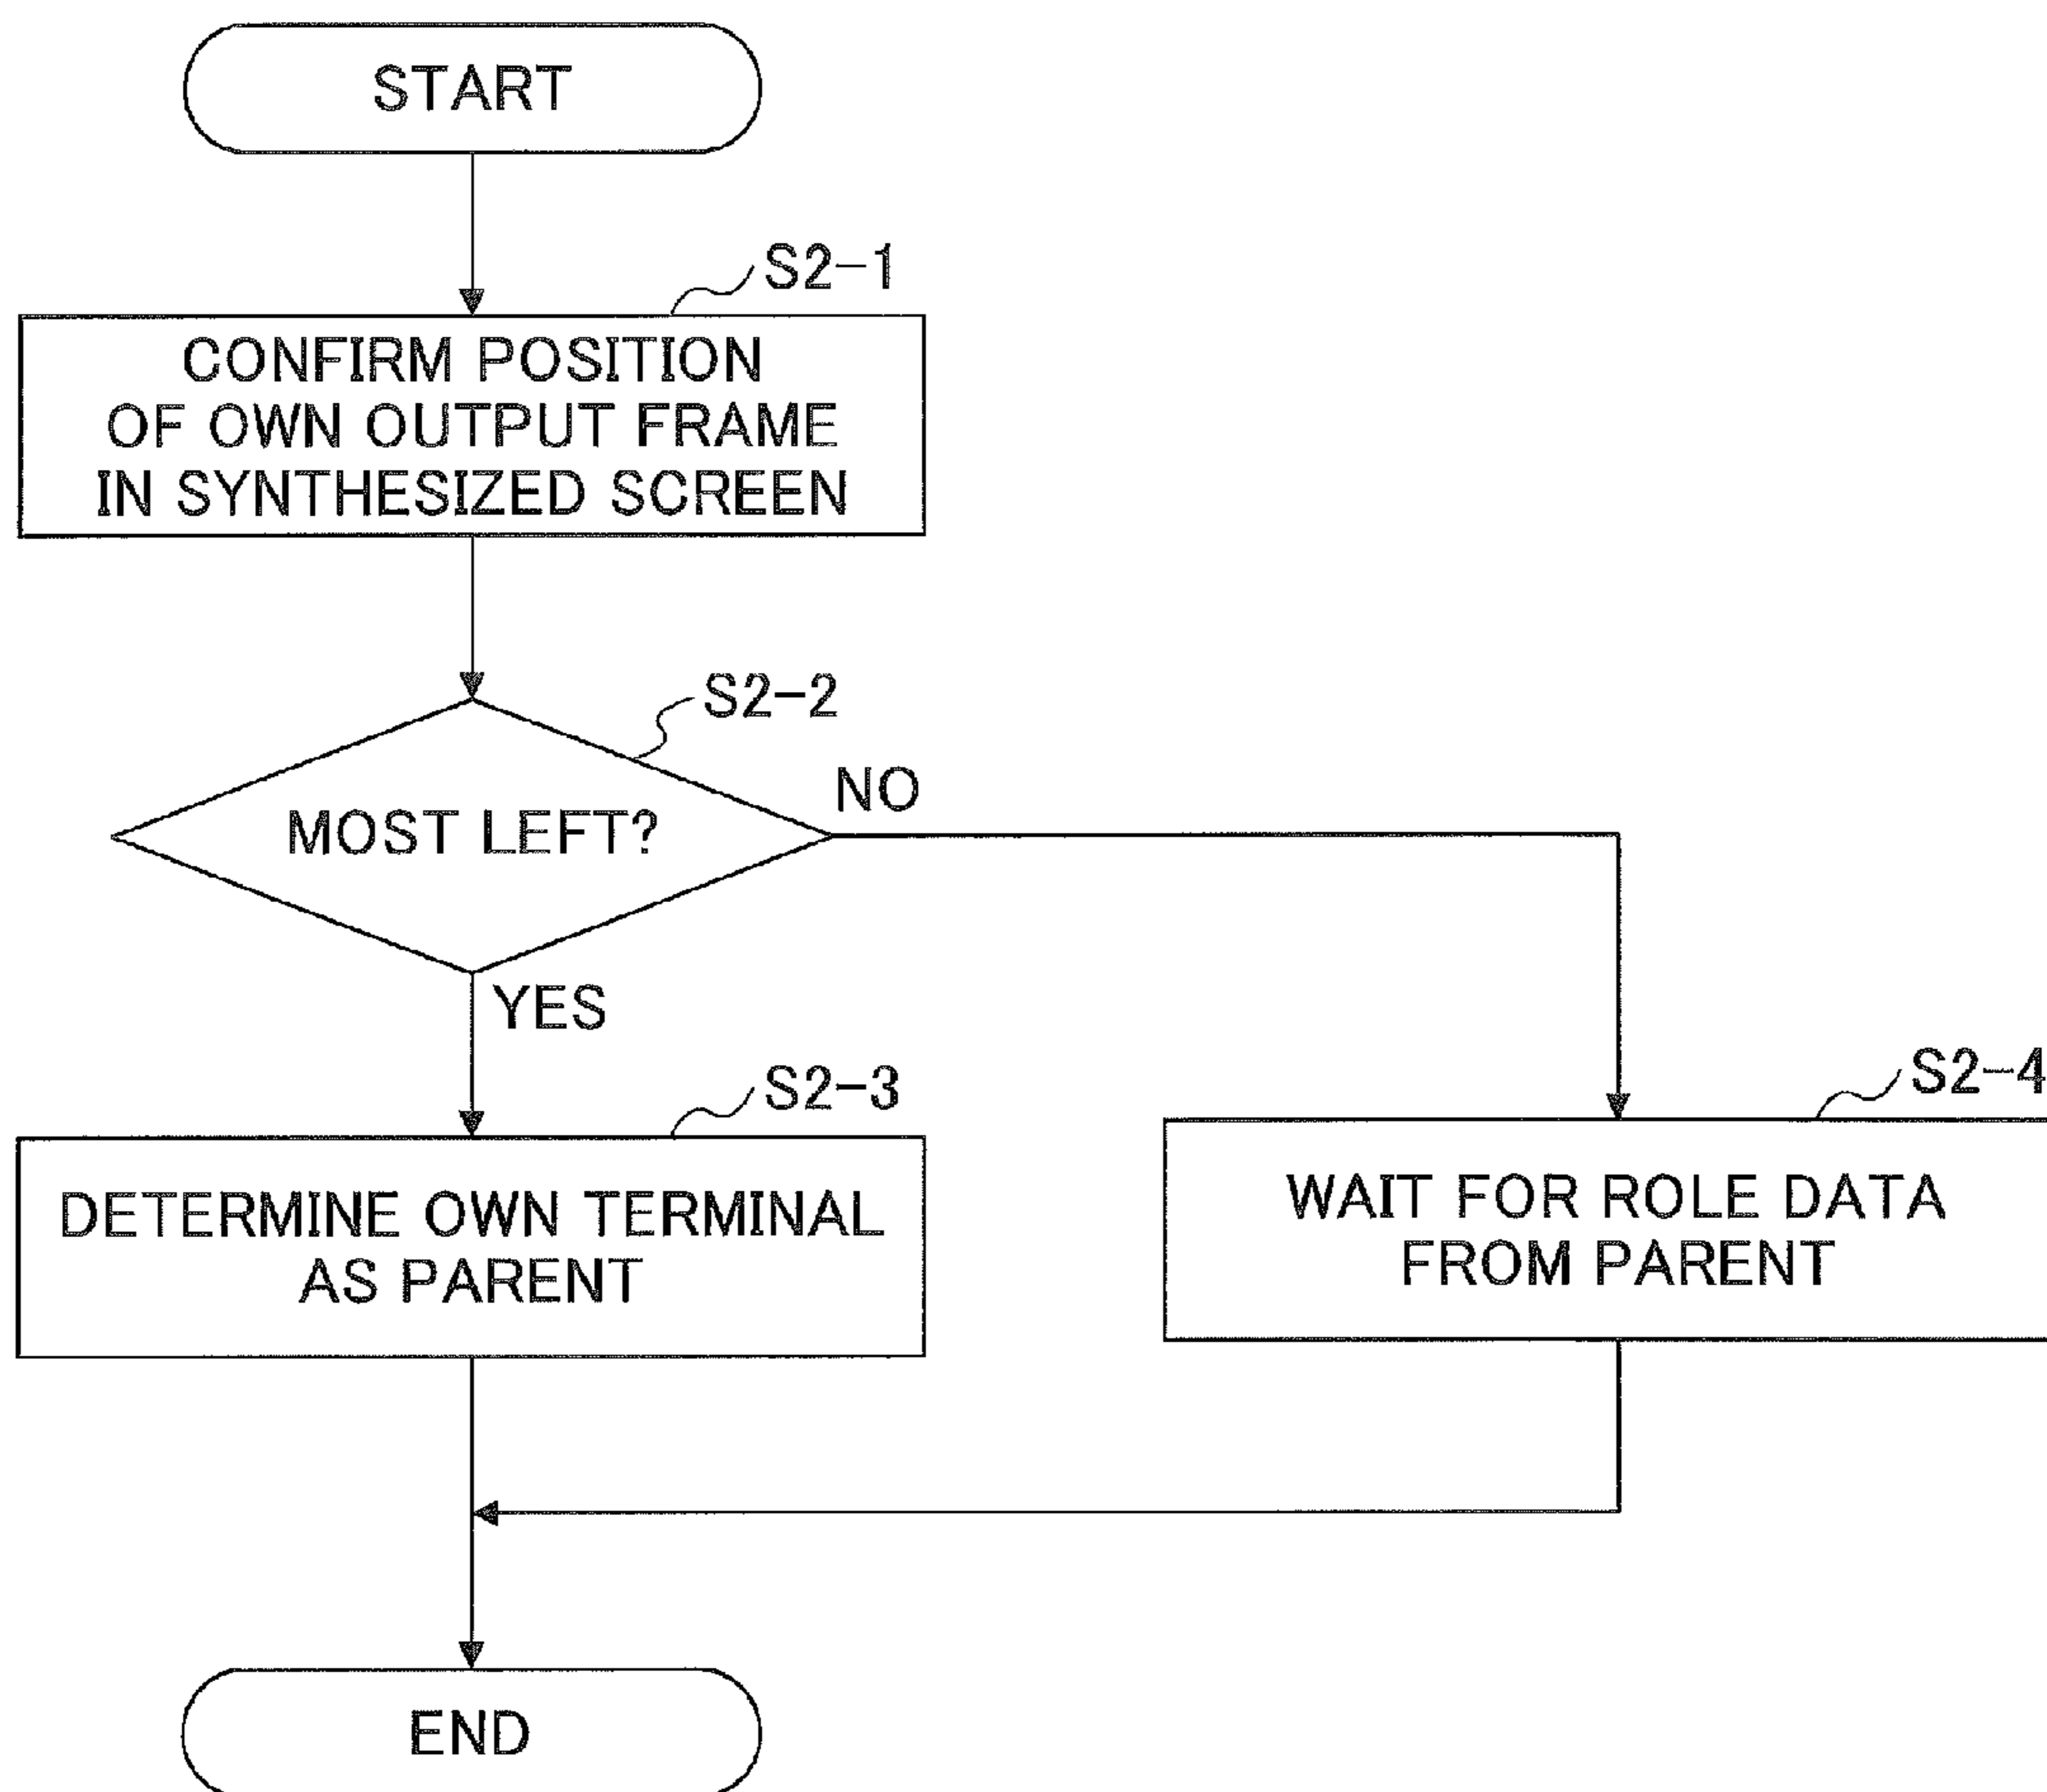 START
S2-1
CONFIRM POSITION
OF OWN OUTPUT FRAME
IN SYNTHESIZED SCREEN
S2-2
MOST LEFT?
NO
YES
S2-3
DETERMINE OWN TERMINAL
AS PARENT
S2-4
WAIT FOR ROLE DATA
FROM PARENT
END